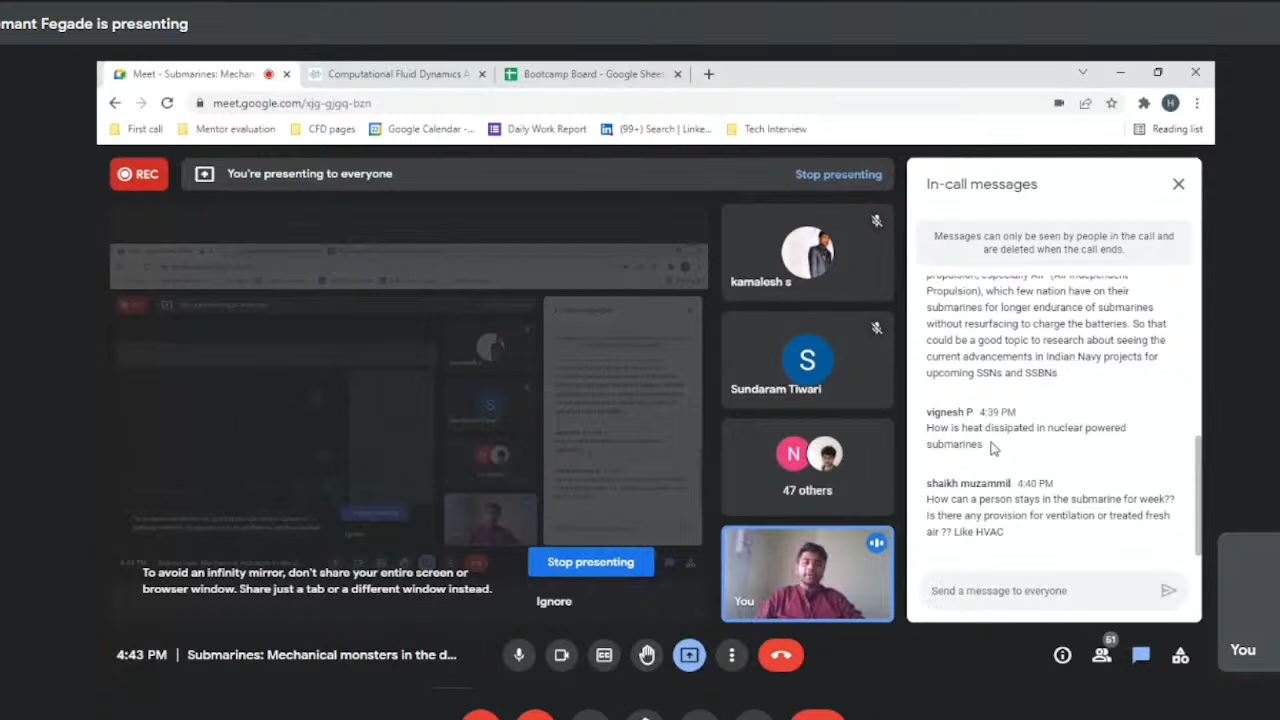 mant Fegade is presenting
Meet - Submarines: Mechan
Computational Fluid Dynamics A
Bootcamp Board - Google Shee
meet.google.com/xjg-gjgq-bzn
H
First call
Mentor evaluation
CFD pages
Google Calendar -...
Daily Work Report
(99+) Search | Linke...
Tech Interview
Reading list
REC
You're presenting to everyone
Stop presenting
kamalesh s
S
Sundaram Tiwari
N
47 others
You
To avoid an infinity mirror, don't share your entire screen or
browser window. Share just a tab or a different window instead.
Stop presenting
Ignore
In-call messages
Messages can only be seen by people in the call and
are deleted when the call ends.
propulsion, especially AIP (Air Independent
Propulsion), which few nation have on their
submarines for longer endurance of submarines
without resurfacing to charge the batteries. So that
could be a good topic to research about seeing the
current advancements in Indian Navy projects for
upcoming SSNs and SSBNs
vignesh P 4:39 PM
How is heat dissipated in nuclear powered
submarines
shaikh muzammil 4:40 PM
How can a person stays in the submarine for week??
Is there any provision for ventilation or treated fresh
air ?? Like HVAC
Send a message to everyone
4:43 PM | Submarines: Mechanical monsters in the d...
CC
51
You